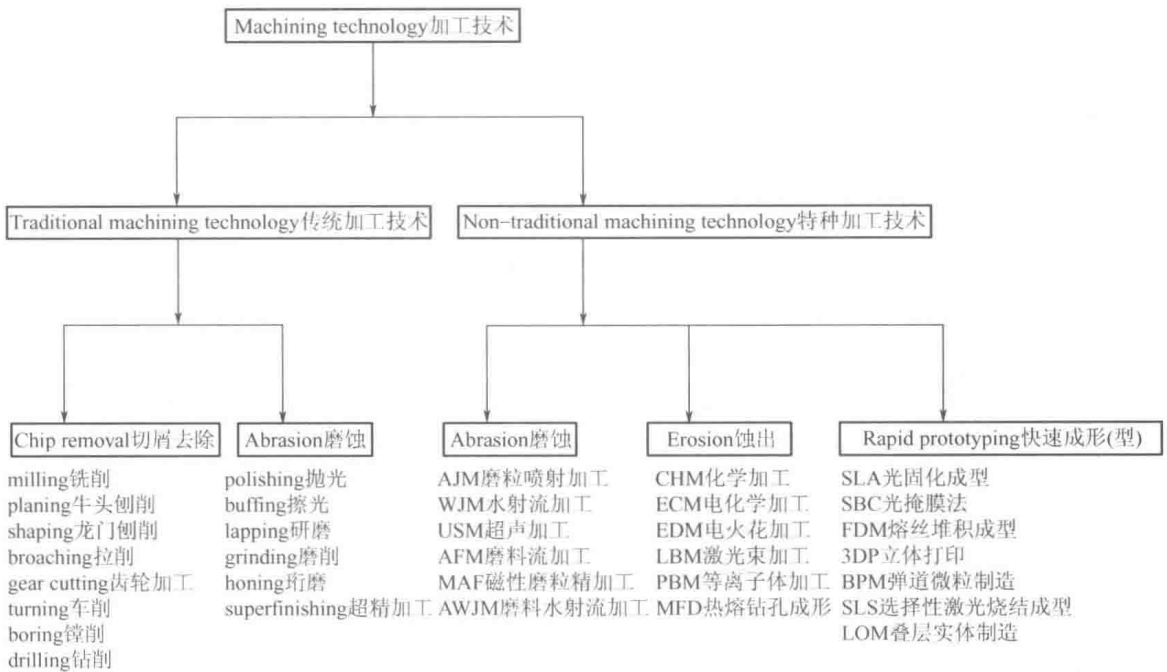 Machining technology加工技术
Traditional machining technology传统加工技术
Non-traditional machining technology特种加工技术
Chip removal切屑去除
milling铣削
planing牛头刨削
shaping龙门刨削
broaching拉削
gear cutting齿轮加工
turning车削
boring镗削
drilling钻削
Abrasion磨蚀
polishing抛光
buffing擦光
lapping研磨
grinding磨削
honing珩磨
superfinishing超精加工
Abrasion磨蚀
AJM磨粒喷射加工
WJM水射流加工
USM超声加工
AFM磨料流加工
MAF磁性磨粒精加工
AWJM磨料水射流加工
Erosion蚀出
CHM化学加工
ECM电化学加工
EDM电火花加工
LBM激光束加工
PBM等离子体加工
MFD热熔钻孔成形
Rapid prototyping快速成形(型)
SLA光固化成型
SBC光掩膜法
FDM熔丝堆积成型
3DP立体打印
BPM弹道微粒制造
SLS选择性激光烧结成型
LOM叠层实体制造